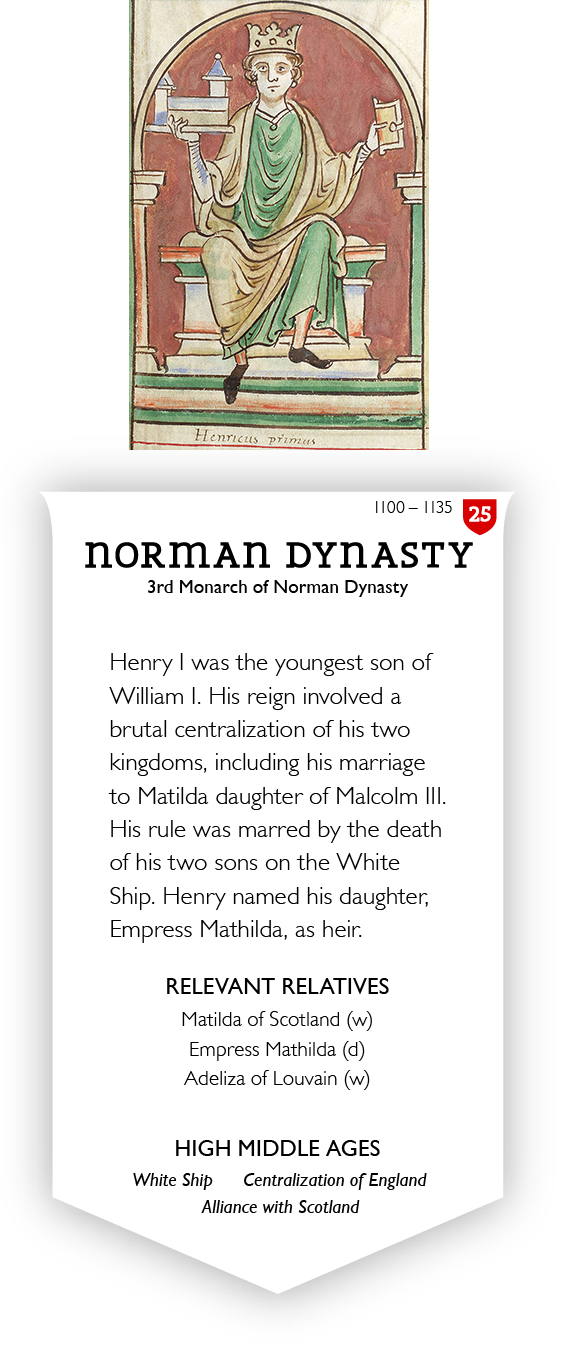 Henricus primus
1100 – 1135
25
NORMAN DYNASTY
3rd Monarch of Norman Dynasty
Henry I was the youngest son of
William I. His reign involved a
brutal centralization of his two
kingdoms, including his marriage
to Matilda daughter of Malcolm III.
His rule was marred by the death
of his two sons on the White
Ship. Henry named his daughter,
Empress Mathilda, as heir.
RELEVANT RELATIVES
Matilda of Scotland (w)
Empress Mathilda (d)
Adeliza of Louvain (w)
HIGH MIDDLE AGES
White Ship Centralization of England
Alliance with Scotland